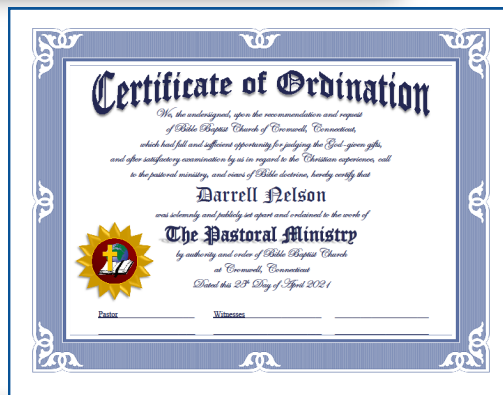 Certificate of Ordination
We, the undersigned, upon the recommendation and request
of Bible Baptist Church of Cromwell, Connecticut,
which had full and sufficient opportunity for judging the God-given gifts,
and after satisfactory examination by us in regard to the Christian experience, call
to the pastoral ministry, and views of Bible doctrine, hereby certify that
Darrell Nelson
was solemnly and publicly set apart and ordained to the work of
The Pastoral Ministry
by authority and order of Bible Baptist Church
at Cromwell, Connecticut
Dated this 25th Day of April 2021
Pastor Witnesses